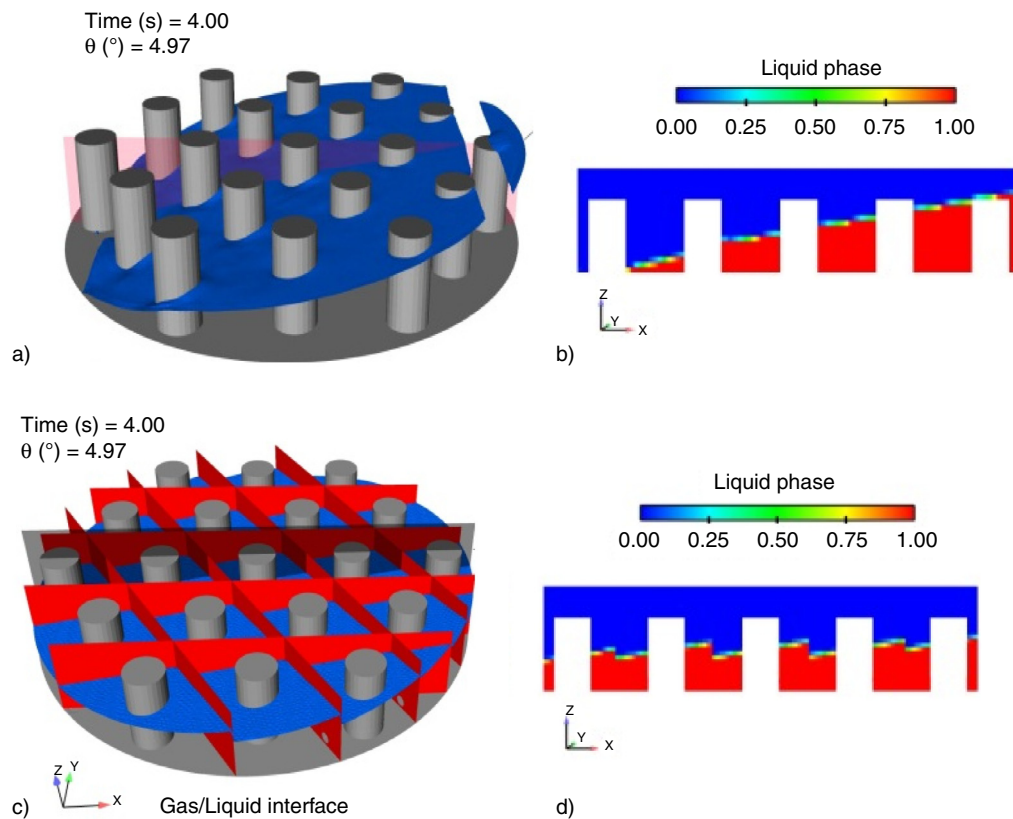 Time (s) = 4.00
θ (°) = 4.97
Liquid phase
0.00 0.25 0.50 0.75 1.00
Z
Y
X
a)
b)
Time (s) = 4.00
θ (°) = 4.97
Liquid phase
0.00 0.25 0.50 0.75 1.00
Z
Y
X
Z
Y
X
c)
Gas/Liquid interface
d)